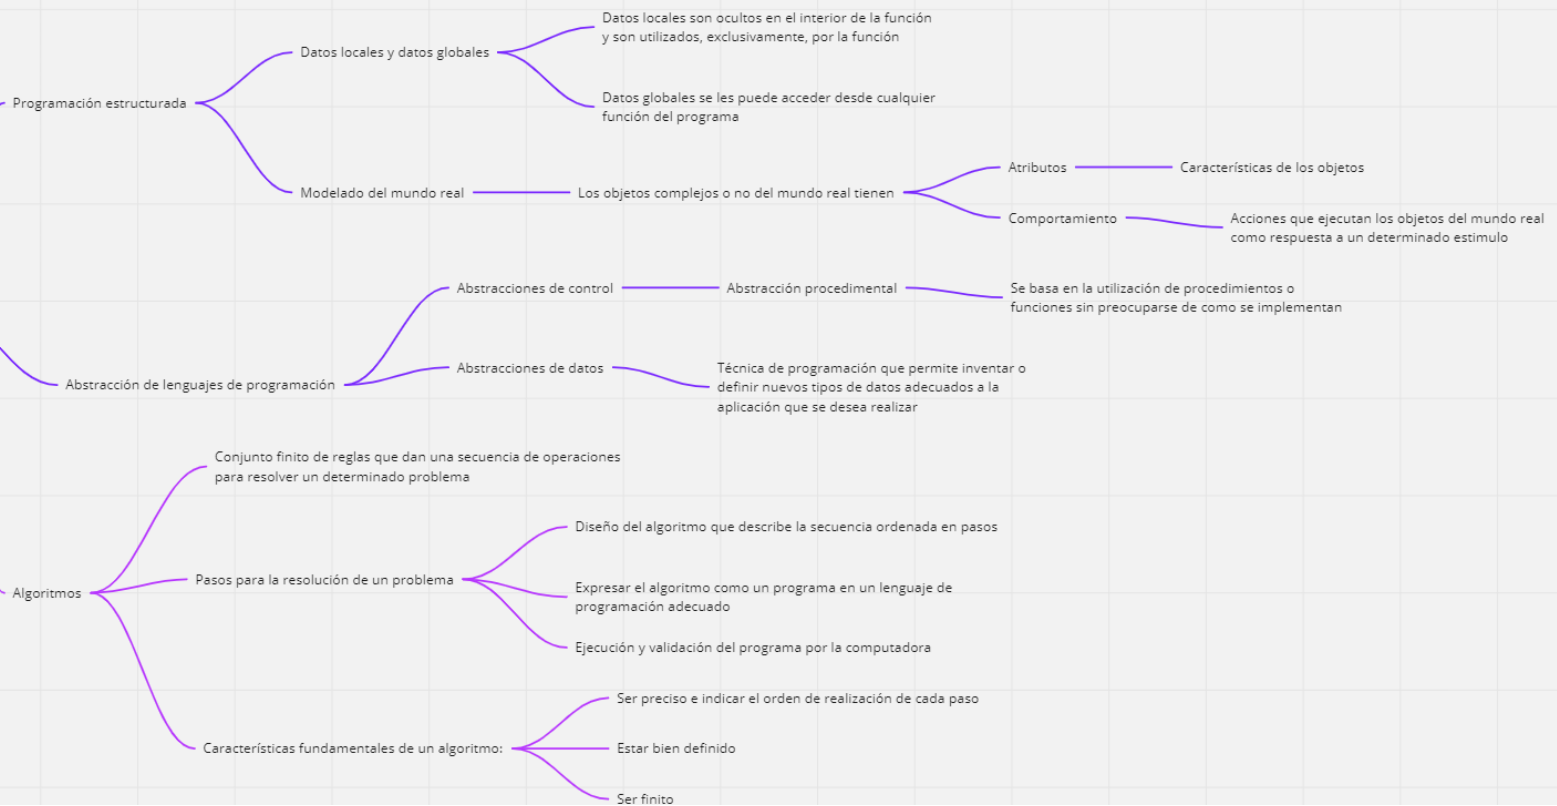 Programación estructurada
Datos locales y datos globales
Datos locales son ocultos en el interior de la función
y son utilizados, exclusivamente, por la función
Datos globales se les puede acceder desde cualquier
función del programa
Modelado del mundo real
Los objetos complejos o no del mundo real tienen
Atributos
Características de los objetos
Comportamiento
Acciones que ejecutan los objetos del mundo real
como respuesta a un determinado estimulo
Abstracción de lenguajes de programación
Abstracciones de control
Abstracción procedimental
Se basa en la utilización de procedimientos o
funciones sin preocuparse de como se implementan
Abstracciones de datos
Técnica de programación que permite inventar o
definir nuevos tipos de datos adecuados a la
aplicación que se desea realizar
Algoritmos
Conjunto finito de reglas que dan una secuencia de operaciones
para resolver un determinado problema
Pasos para la resolución de un problema
Diseño del algoritmo que describe la secuencia ordenada en pasos
Expresar el algoritmo como un programa en un lenguaje de
programación adecuado
Ejecución y validación del programa por la computadora
Características fundamentales de un algoritmo:
Ser preciso e indicar el orden de realización de cada paso
Estar bien definido
Ser finito